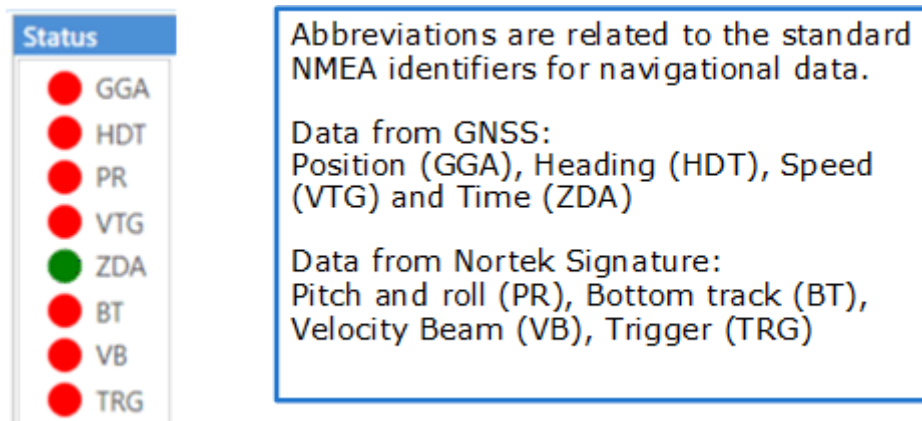 Status
GGA
HDT
PR
VTG
ZDA
BT
VB
TRG
Abbreviations are related to the standard
NMEA identifiers for navigational data.
Data from GNSS:
Position (GGA), Heading (HDT), Speed
(VTG) and Time (ZDA)
Data from Nortek Signature:
Pitch and roll (PR), Bottom track (BT),
Velocity Beam (VB), Trigger (TRG)